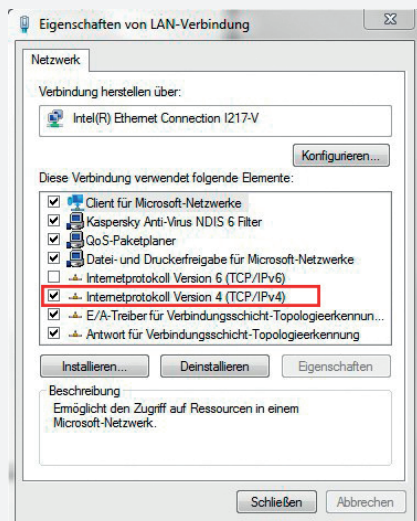 Eigenschaften von LAN-Verbindung
Netzwerk
Verbindung herstellen über:
Intel(R) Ethernet Connection I217-V
Konfigurieren...
Diese Verbindung verwendet folgende Elemente:
Client für Microsoft-Netzwerke
Kaspersky Anti-Virus NDIS 6 Filter
QoS-Paketplaner
Datei- und Druckerfreigabe für Microsoft-Netzwerke
Internetprotokoll Version 6 (TCP/IPv6)
Internetprotokoll Version 4 (TCP/IPv4)
E/A-Treiber für Verbindungsschicht-Topologieerkennun...
Antwort für Verbindungsschicht-Topologieerkennung
Installieren... Deinstallieren Eigenschaften
Beschreibung
Ermöglicht den Zugriff auf Ressourcen in einem
Microsoft-Netzwerk.
Schließen Abbrechen